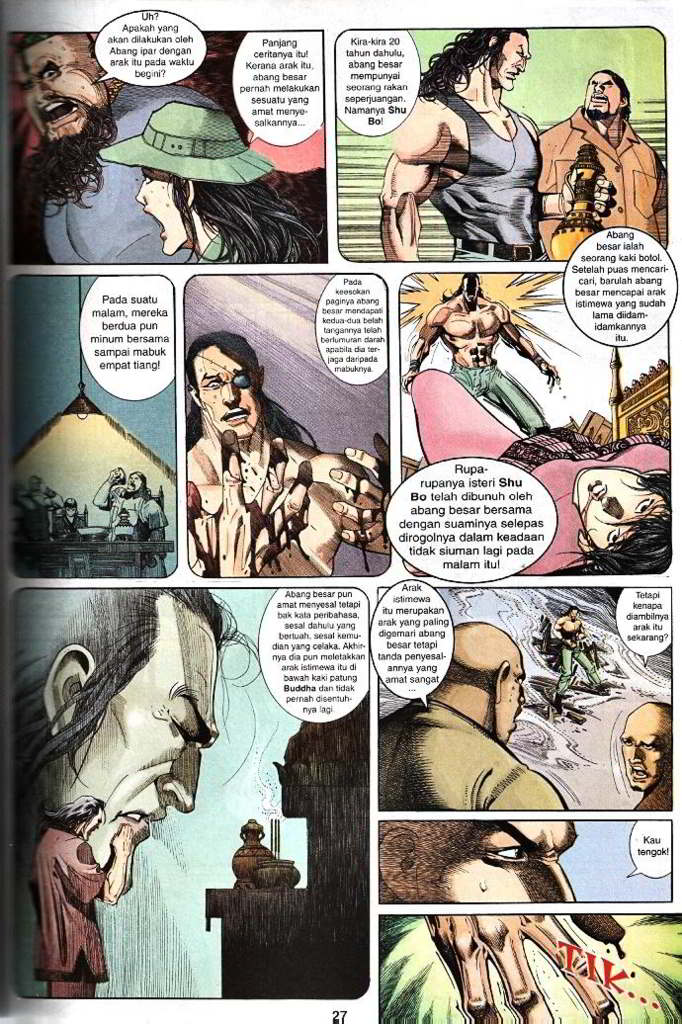 Uh?
Apakah yang
akan dilakukan oleh
Abang ipar dengan
arak itu pada waktu
begini?
Panjang
ceritanya itu!
Kerana arak itu,
abang besar
pernah melakukan
sesuatu yang
amat menye-
salkannya...
Kira-kira 20
tahun dahulu,
abang besar
mempunyai
seorang rakan
seperjuangan.
Namanya Shu
Bo!
Abang
besar ialah
seorang kaki botol.
Setelah puas mencari-
cari, barulah abang
besar mencapai arak
istimewa yang sudah
lama diidam-
idamkannya
itu.
Pada suatu
malam, mereka
berdua pun
minum bersama
sampai mabuk
empat tiang!
Pada
keesokan
paginya abang
besar mendapati
kedua-dua belah
tangannya telah
berlumuran darah
apabila dia ter-
jaga daripada
mabuknya.
Rupa-
rupanya isteri Shu
Bo telah dibunuh oleh
abang besar bersama
dengan suaminya selepas
dirogolnya dalam keadaan
tidak siuman lagi pada
malam itu!
Abang besar pun
amat menyesal tetapi
bak kata peribahasa,
sesal dahulu yang
bertuah, sesal kemu-
dian yang celaka. Akhir-
nya dia pun meletakkan
arak istimewa itu di
bawah kaki patung
Buddha dan tidak
pernah disentuh-
nya lagi
Arak
istimewa
itu merupakan
arak yang paling
digemari abang
besar tetapi
tanda penyesal-
annya yang
amat sangat
...
Tetapi
kenapa
diambilnya
arak itu
sekarang?
Kau
tengok!
TIK...
27